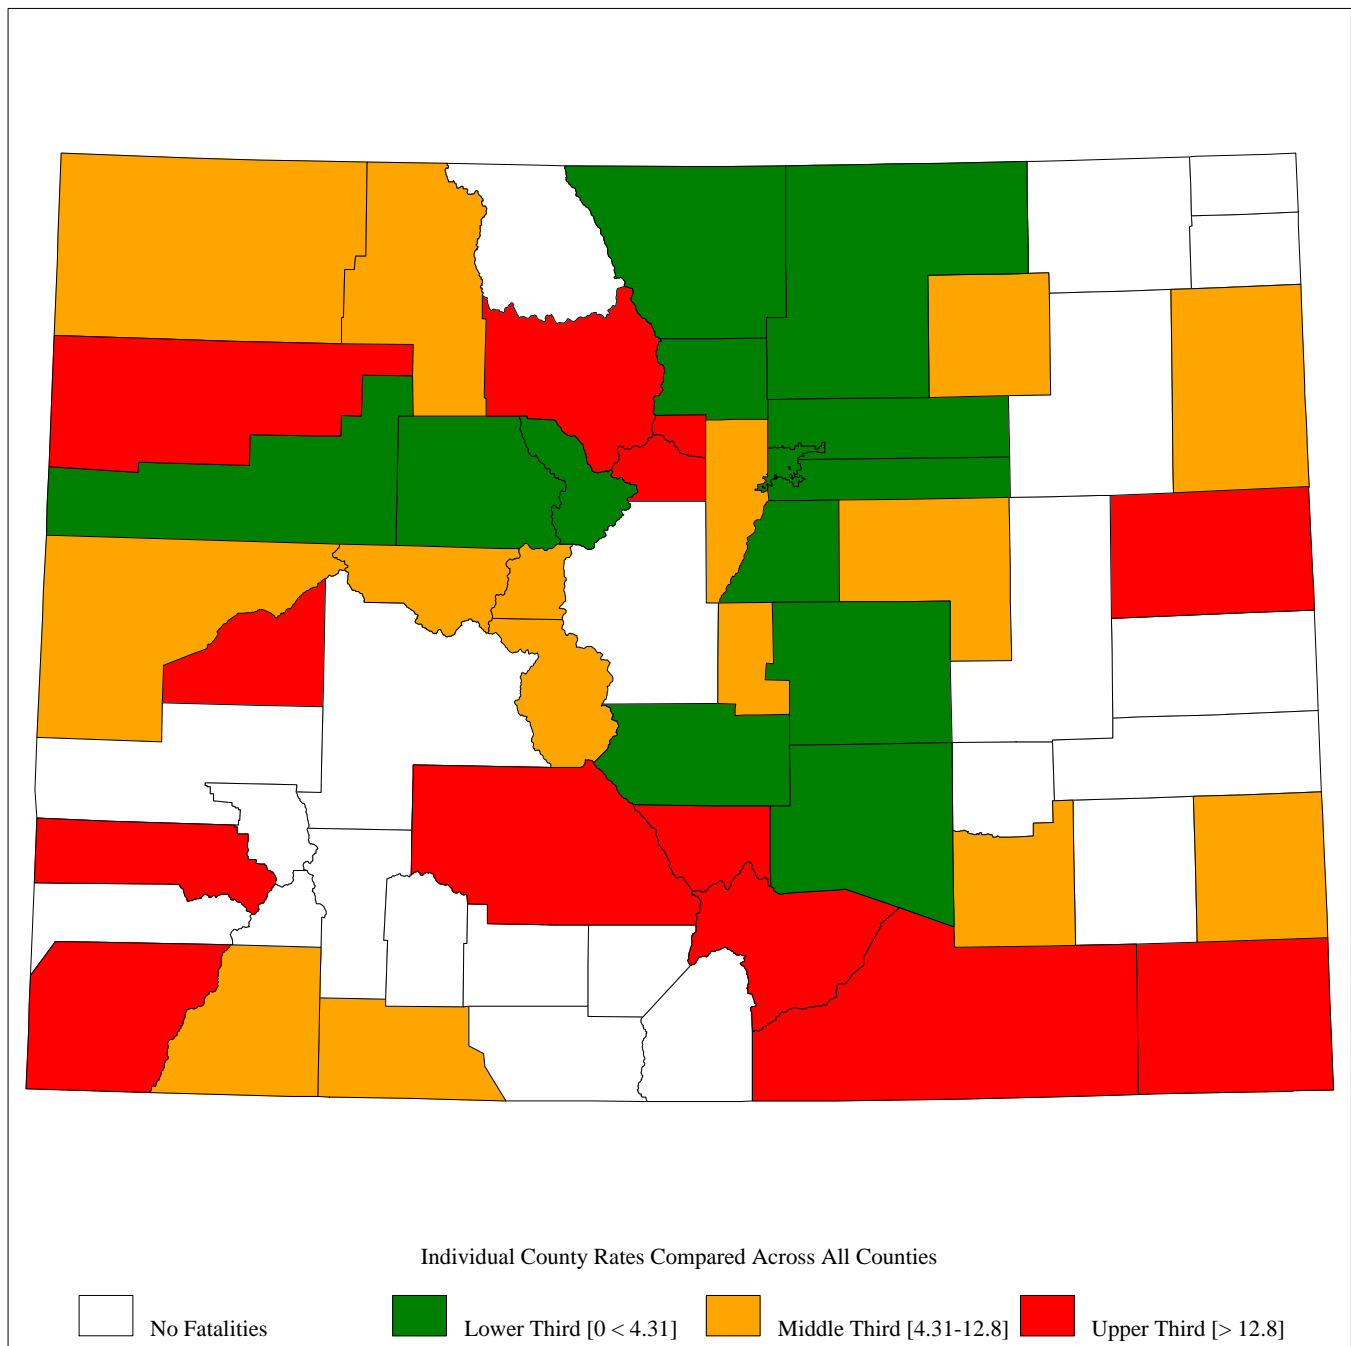 Individual County Rates Compared Across All Counties
No Fatalities
Lower Third [0 < 4.31]
Middle Third [4.31-12.8]
Upper Third [> 12.8]